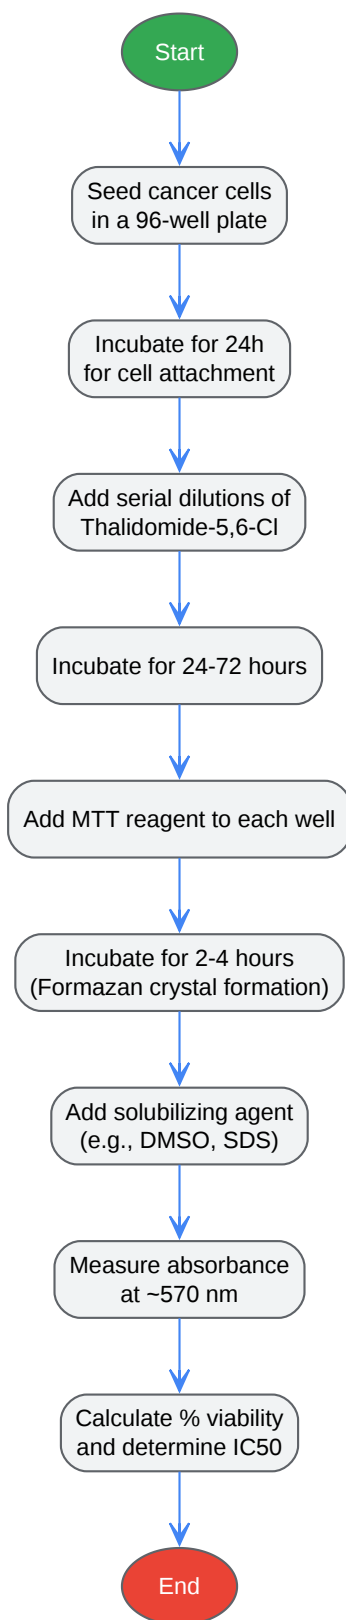 Start
Seed cancer cells
in a 96-well plate
Incubate for 24h
for cell attachment
Add serial dilutions of
Thalidomide-5,6-Cl
Incubate for 24-72 hours
Add MTT reagent to each well
Incubate for 2-4 hours
(Formazan crystal formation)
Add solubilizing agent
(e.g., DMSO, SDS)
Measure absorbance
at ~570 nm
Calculate % viability
and determine IC50
End